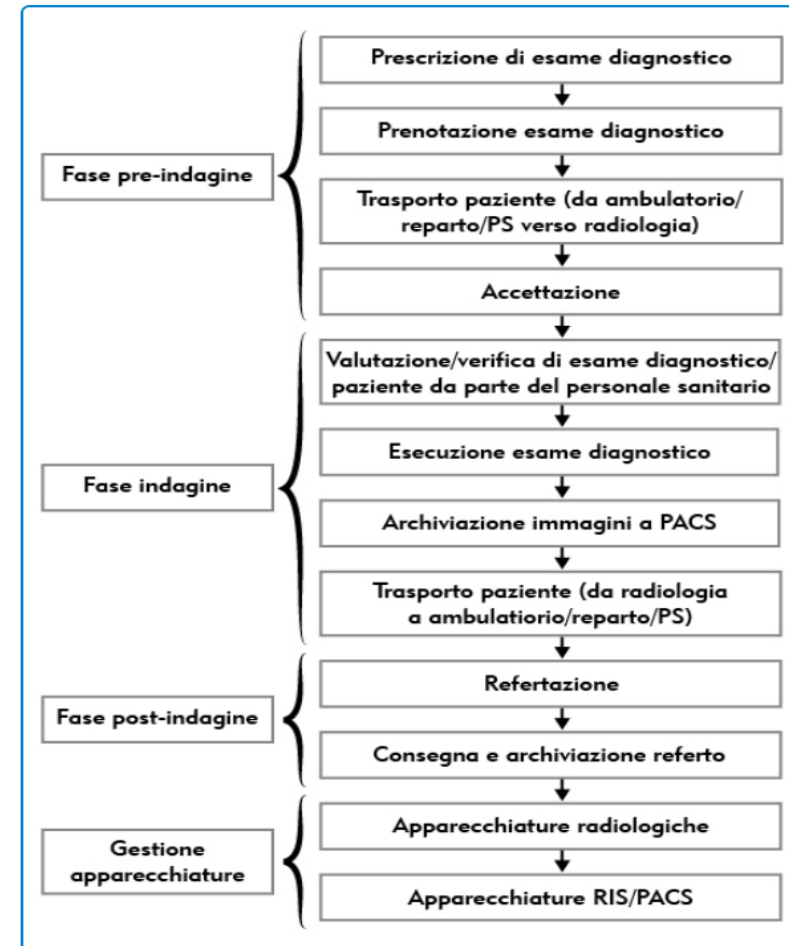 Fase pre-indagine
Prescrizione di esame diagnostico
Prenotazione esame diagnostico
Trasporto paziente (da ambulatorio/
reparto/PS verso radiologia)
Accettazione
Fase indagine
Valutazione/verifica di esame diagnostico/
paziente da parte del personale sanitario
Esecuzione esame diagnostico
Archiviazione immagini a PACS
Trasporto paziente (da radiologia
a ambulatiorio/reparto/PS)
Fase post-indagine
Refertazione
Consegna e archiviazione referto
Gestione
apparecchiature
Apparecchiature radiologiche
Apparecchiature RIS/PACS